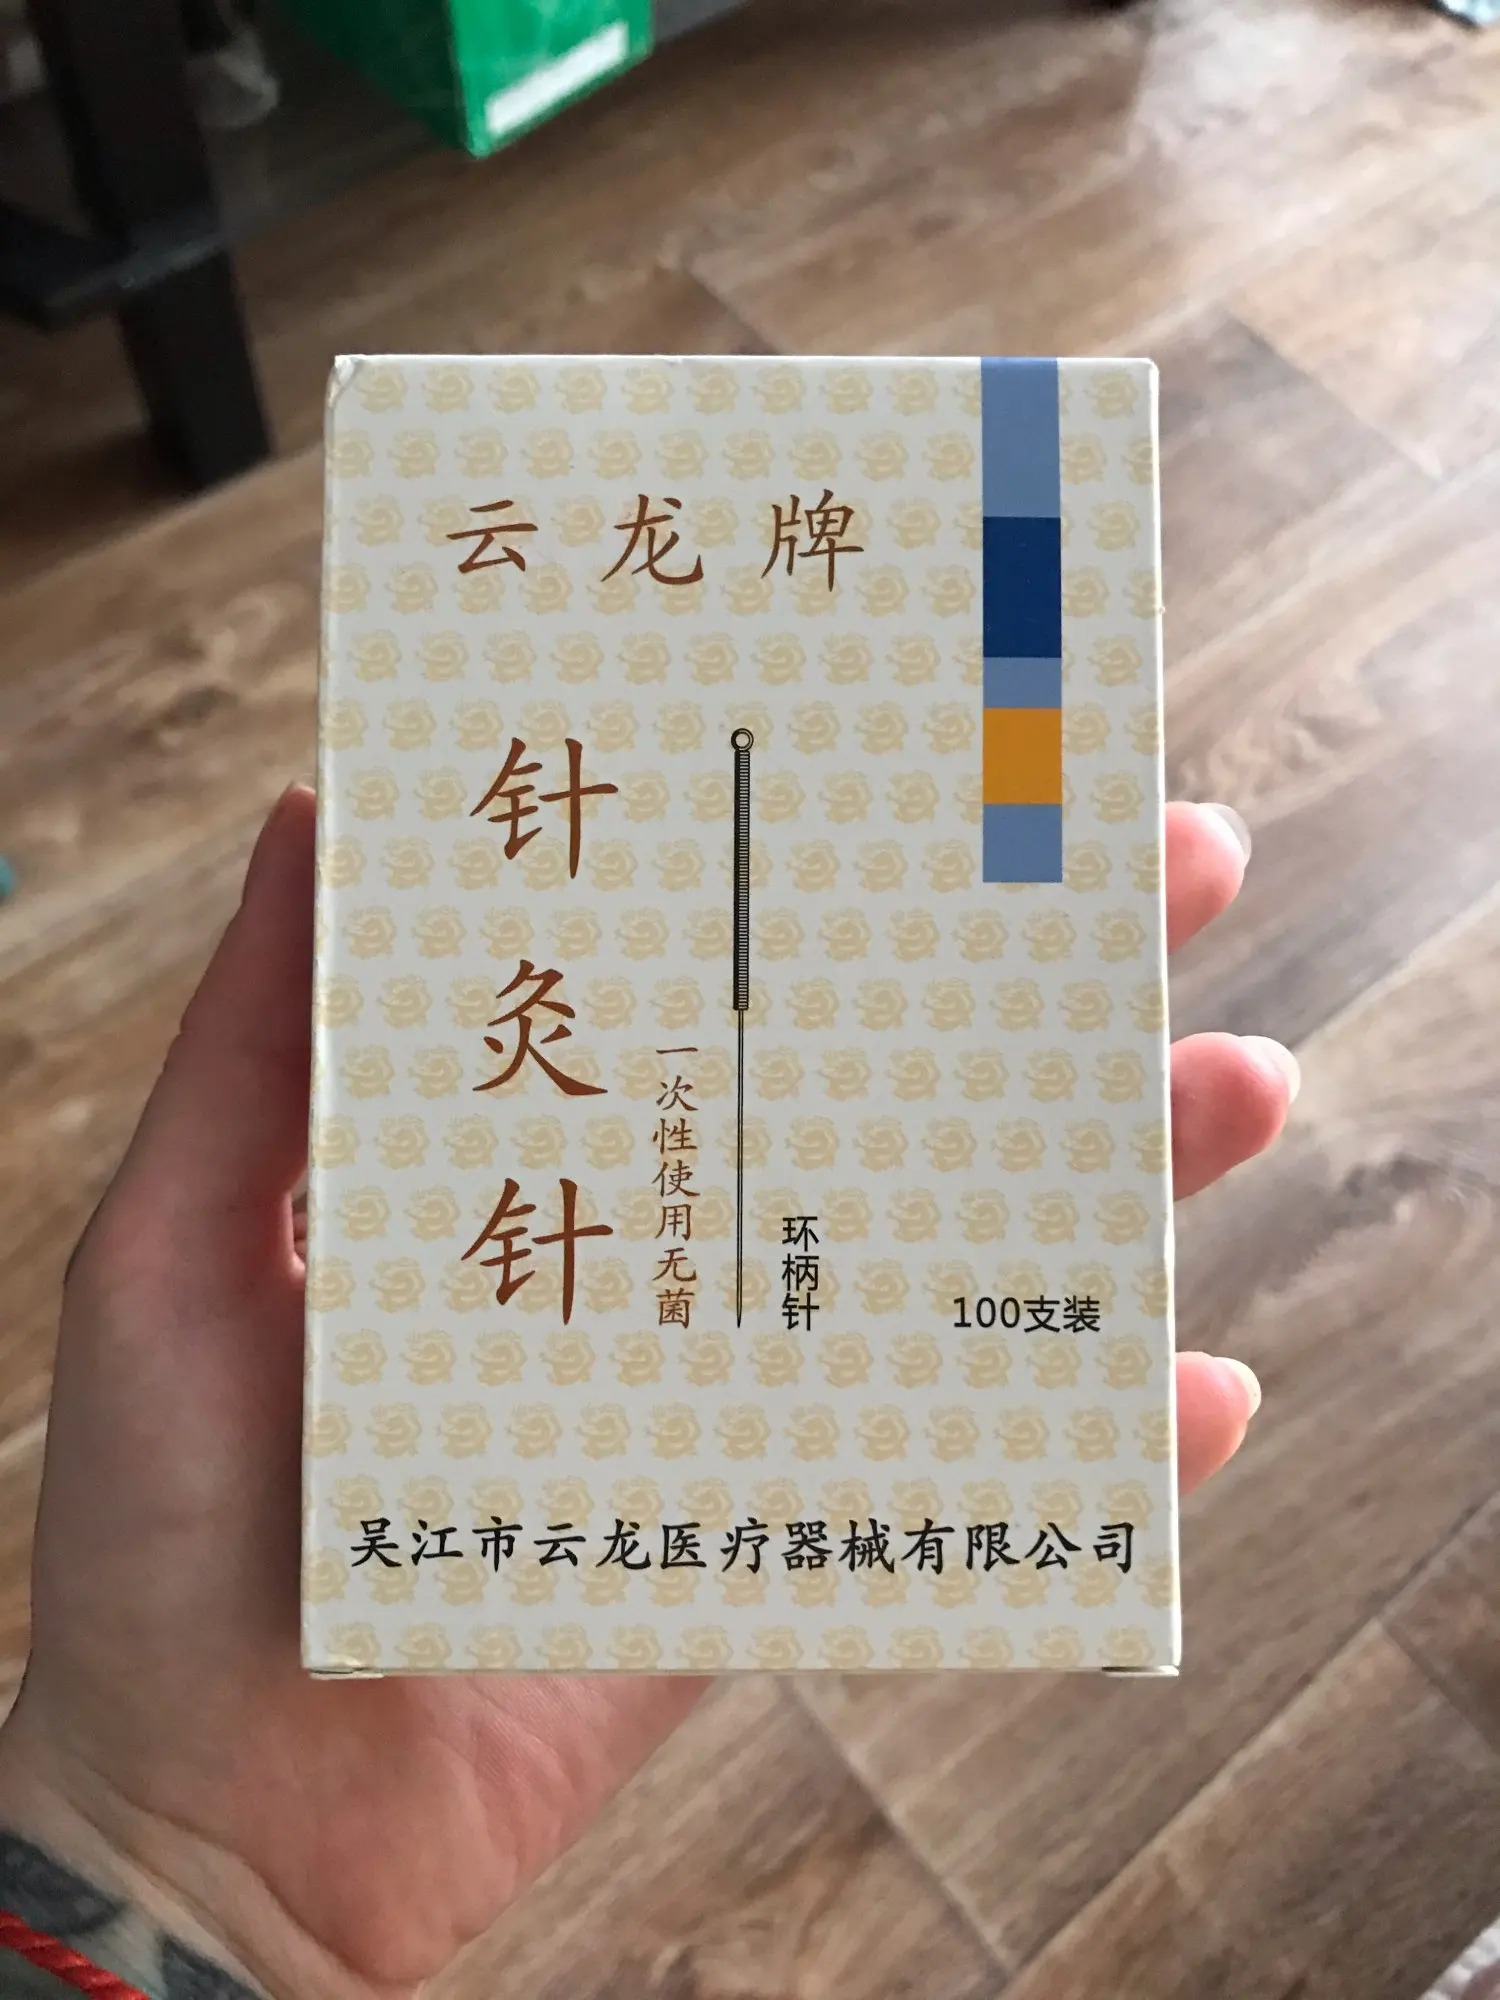 云龙牌
针灸针
一次性使用无菌
环柄针
100支装
吴江市云龙医疗器械有限公司